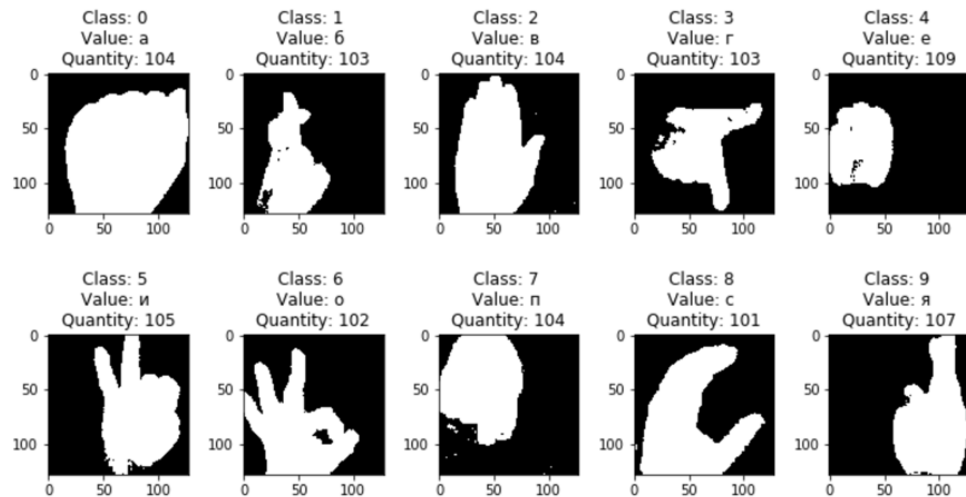 Class: 0
Value: а
Quantity: 104
Class: 1
Value: б
Quantity: 103
Class: 2
Value: в
Quantity: 104
Class: 3
Value: г
Quantity: 103
Class: 4
Value: е
Quantity: 109
0
50
100
0 50 100
0
50
100
0 50 100
0
50
100
0 50 100
0
50
100
0 50 100
0
50
100
0 50 100
Class: 5
Value: и
Quantity: 105
Class: 6
Value: о
Quantity: 102
Class: 7
Value: п
Quantity: 104
Class: 8
Value: с
Quantity: 101
Class: 9
Value: я
Quantity: 107
0
50
100
0 50 100
0
50
100
0 50 100
0
50
100
0 50 100
0
50
100
0 50 100
0
50
100
0 50 100